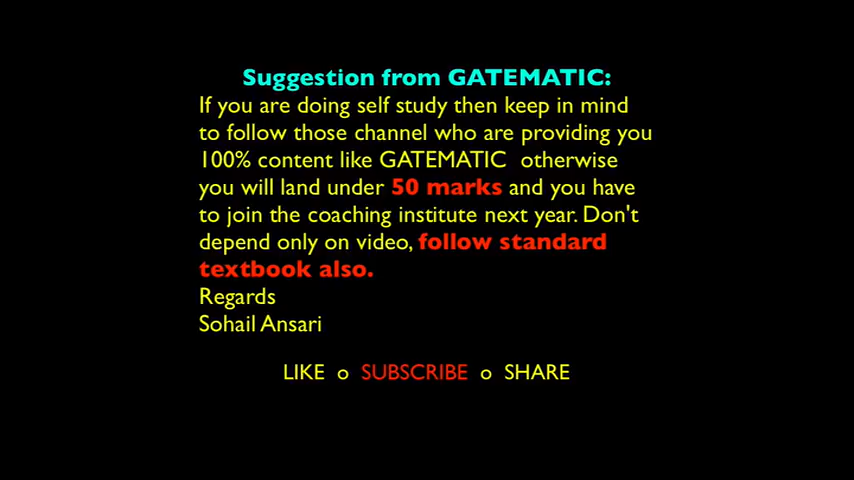 Suggestion from GATEMATIC:
If you are doing self study then keep in mind
to follow those channel who are providing you
100% content like GATEMATIC otherwise
you will land under 50 marks and you have
to join the coaching institute next year. Don't
depend only on video, follow standard
textbook also.
Regards
Sohail Ansari
LIKE o SUBSCRIBE o SHARE